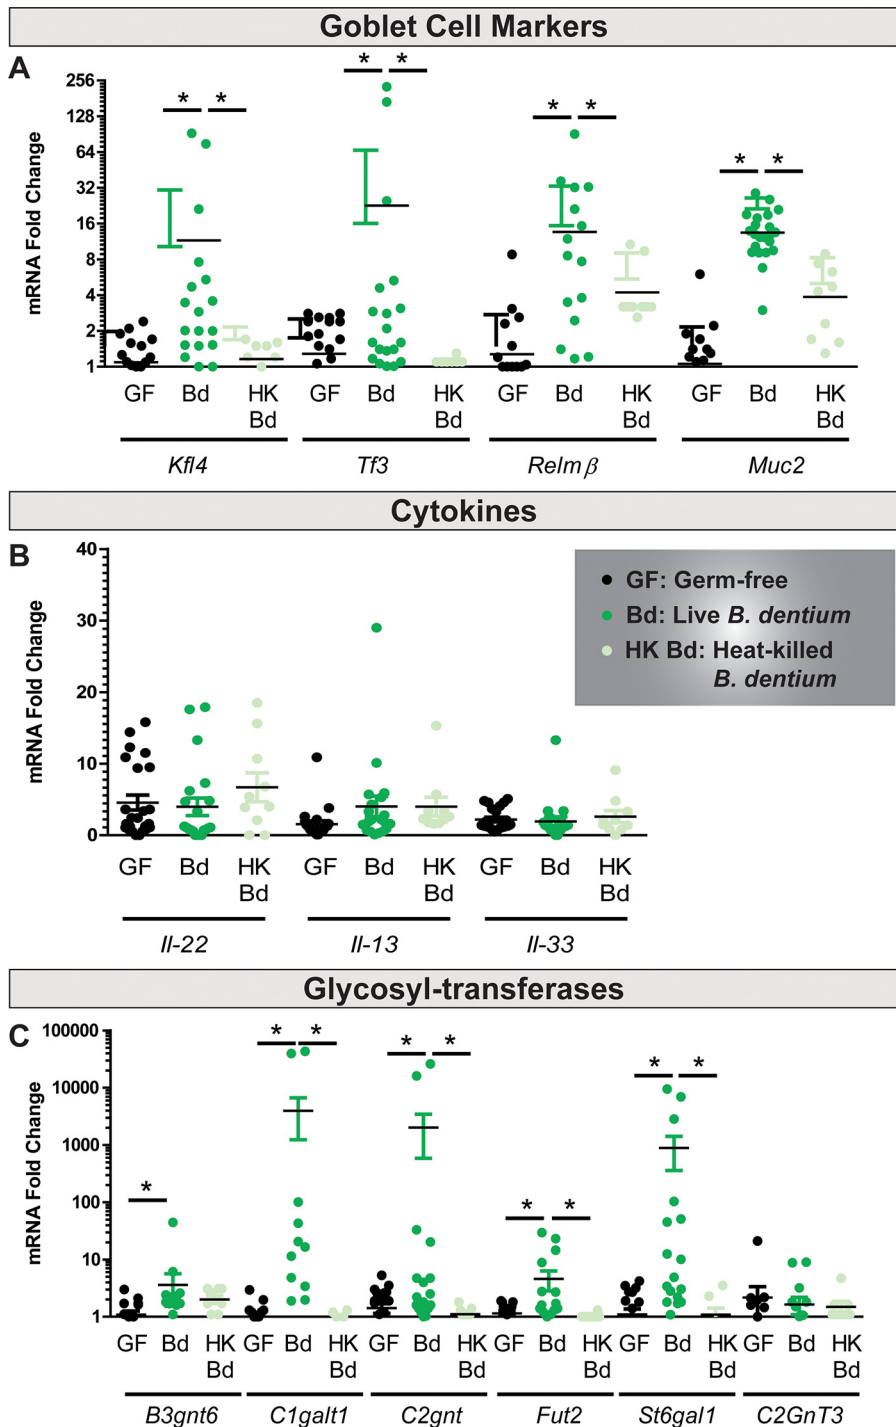 Goblet Cell Markers
A
mRNA Fold Change
256
128
64
32
16
8
4
2
1
* * * * * * * *
GF Bd HK Bd GF Bd HK Bd GF Bd HK Bd GF Bd HK Bd
Kfl4 Tf3 Relm β Muc2
Cytokines
B
mRNA Fold Change
40
30
20
10
0
GF: Germ-free
Bd: Live B. dentium
HK Bd: Heat-killed
B. dentium
GF Bd HK Bd GF Bd HK Bd GF Bd HK Bd
Il-22 Il-13 Il-33
Glycosyl-transferases
C
mRNA Fold Change
100000
10000
1000
100
10
1
* * * * * * * * *
GF Bd HK Bd GF Bd HK Bd GF Bd HK Bd GF Bd HK Bd GF Bd HK Bd GF Bd HK Bd
B3gnt6 C1galt1 C2gnt Fut2 St6gal1 C2GnT3